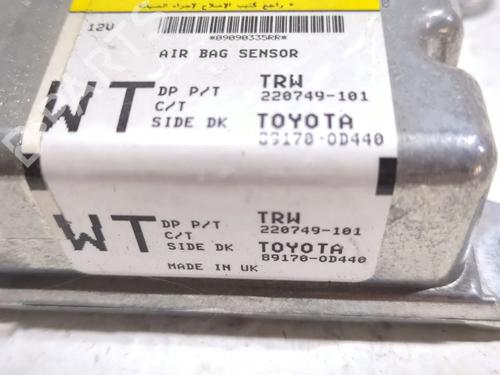 راجع كتيب الإصلاح لإجراء الصيانة
12V
*09090335RR*
AIR BAG SENSOR
WT DP P/T TRW
C/T 220749-101
SIDE DK TOYOTA
89170-0D440
WT DP P/T TRW
C/T 220749-101
SIDE DK TOYOTA
89170-0D440
MADE IN UK